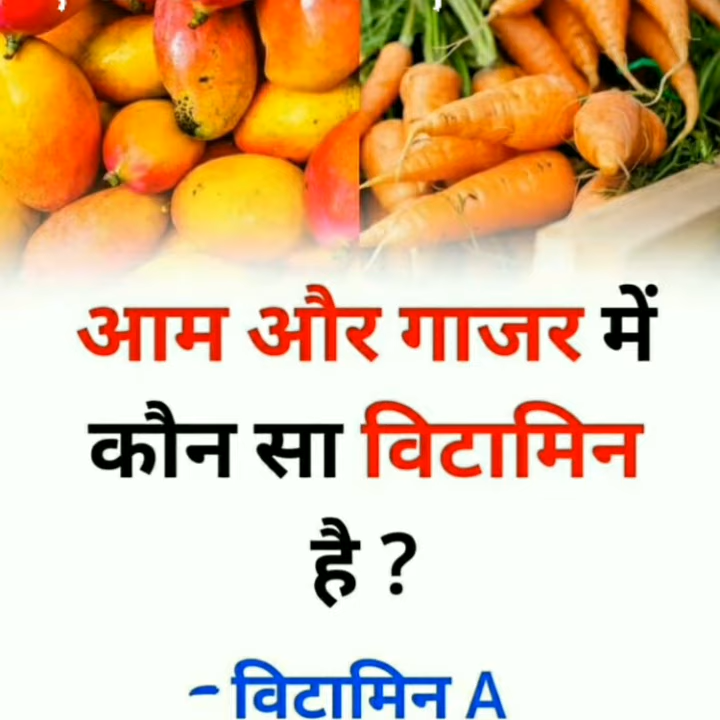 आम और गाजर में
कौन सा विटामिन
है ?
- विटामिन A